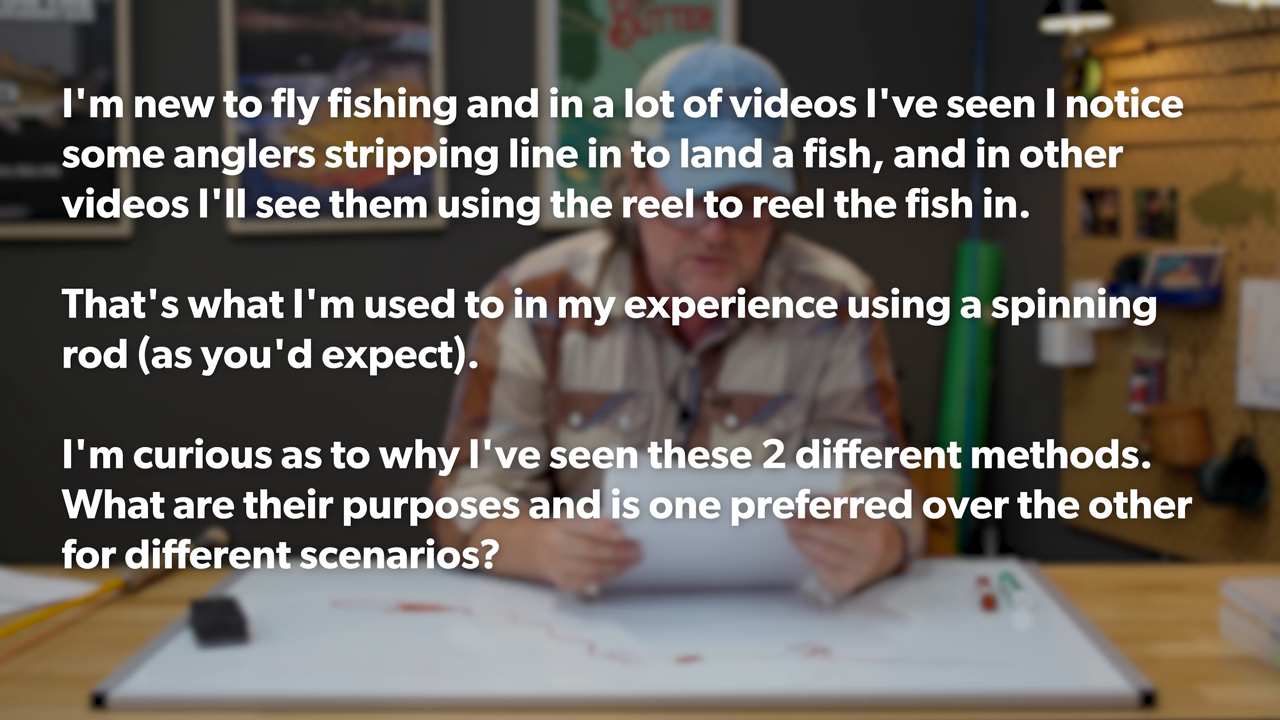 BUTTER
I'm new to fly fishing and in a lot of videos I've seen I notice
some anglers stripping line in to land a fish, and in other
videos I'll see them using the reel to reel the fish in.
That's what I'm used to in my experience using a spinning
rod (as you'd expect).
I'm curious as to why I've seen these 2 different methods.
What are their purposes and is one preferred over the other
for different scenarios?